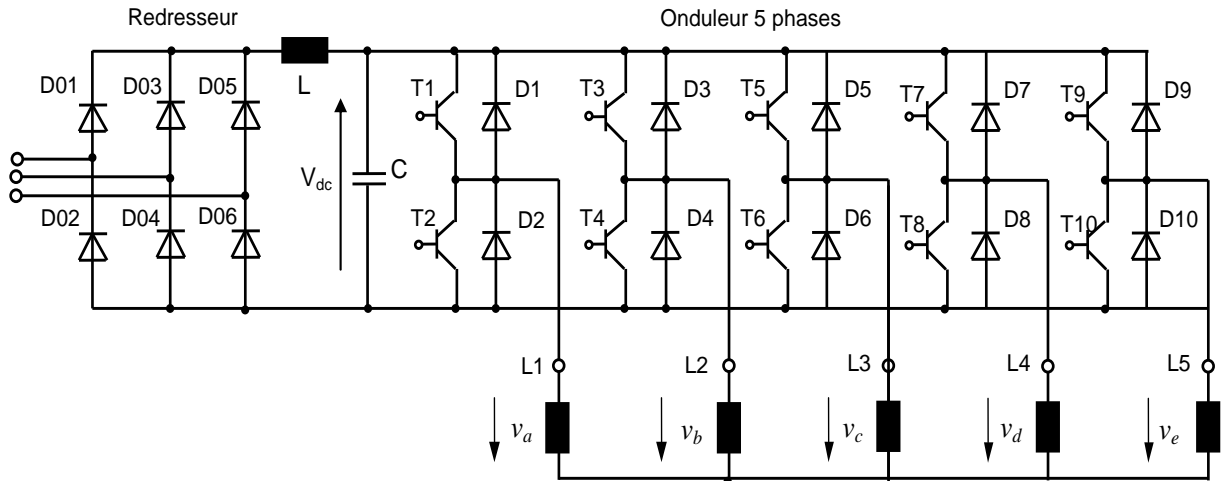 Redresseur
Onduleur 5 phases
D01
D03
D05
L
T1
D1
T3
D3
T5
D5
T7
D7
T9
D9
Vdc
C
D02
D04
D06
T2
D2
T4
D4
T6
D6
T8
D8
T10
D10
L1
L2
L3
L4
L5
va
vb
vc
vd
ve